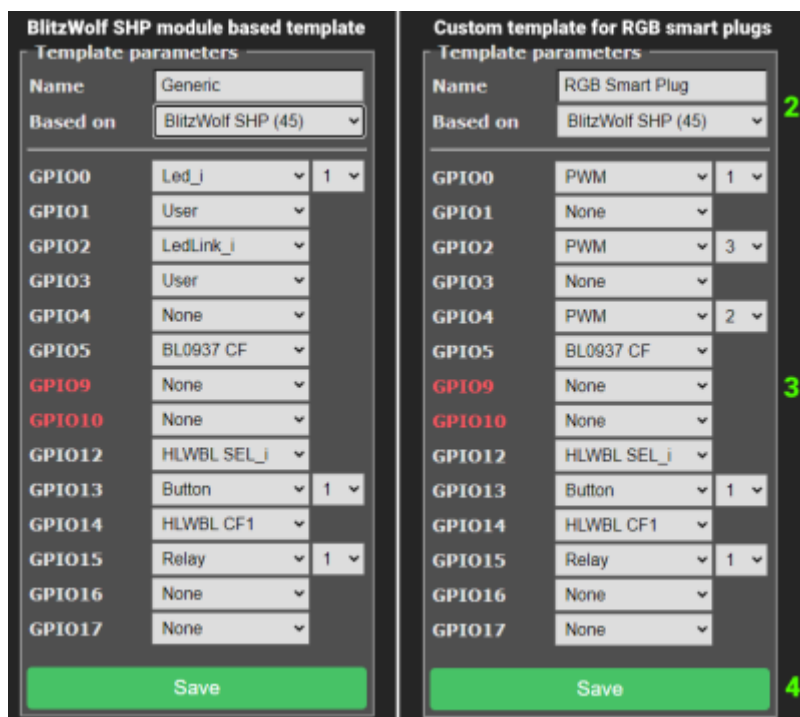 BlitzWolf SHP module based template
Template parameters
Name Generic
Based on BlitzWolf SHP (45)
GPIO0 Led_i 1
GPIO1 User
GPIO2 LedLink_i
GPIO3 User
GPIO4 None
GPIO5 BL0937 CF
GPIO9 None
GPIO10 None
GPIO12 HLWBL SEL_i
GPIO13 Button 1
GPIO14 HLWBL CF1
GPIO15 Relay 1
GPIO16 None
GPIO17 None
Save
Custom template for RGB smart plugs
Template parameters
Name RGB Smart Plug
Based on BlitzWolf SHP (45)
2
GPIO0 PWM 1
GPIO1 None
GPIO2 PWM 3
GPIO3 None
GPIO4 PWM 2
GPIO5 BL0937 CF
GPIO9 None
3
GPIO10 None
GPIO12 HLWBL SEL_i
GPIO13 Button 1
GPIO14 HLWBL CF1
GPIO15 Relay 1
GPIO16 None
GPIO17 None
Save
4